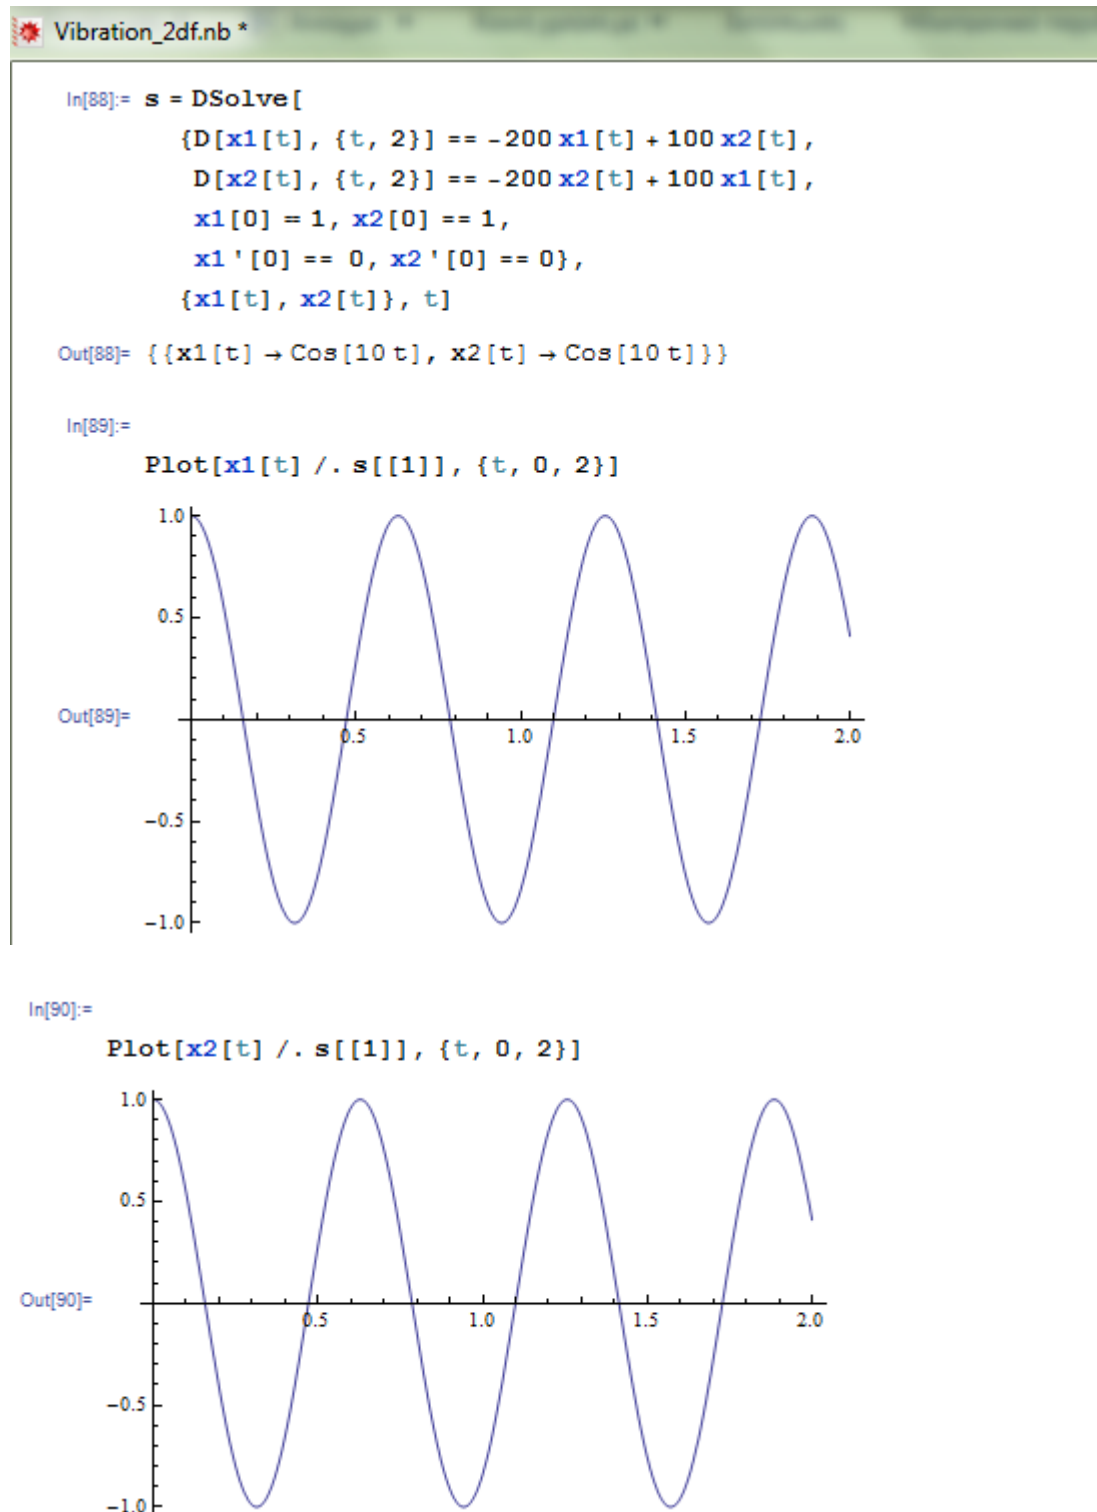 Vibration_2df.nb *
In[88]:= s = DSolve[
{D[x1[t], {t, 2}] == -200 x1[t] + 100 x2[t],
D[x2[t], {t, 2}] == -200 x2[t] + 100 x1[t],
x1[0] == 1, x2[0] == 1,
x1 '[0] == 0, x2 '[0] == 0},
{x1[t], x2[t]}, t]
Out[88]= {{x1[t] → Cos[10 t], x2[t] → Cos[10 t]}}
In[89]:=
Plot[x1[t] /. s[[1]], {t, 0, 2}]
1.0
0.5
Out[89]=
0.5 1.0 1.5 2.0
-0.5
-1.0
In[90]:=
Plot[x2[t] /. s[[1]], {t, 0, 2}]
1.0
0.5
Out[90]=
0.5 1.0 1.5 2.0
-0.5
-1.0